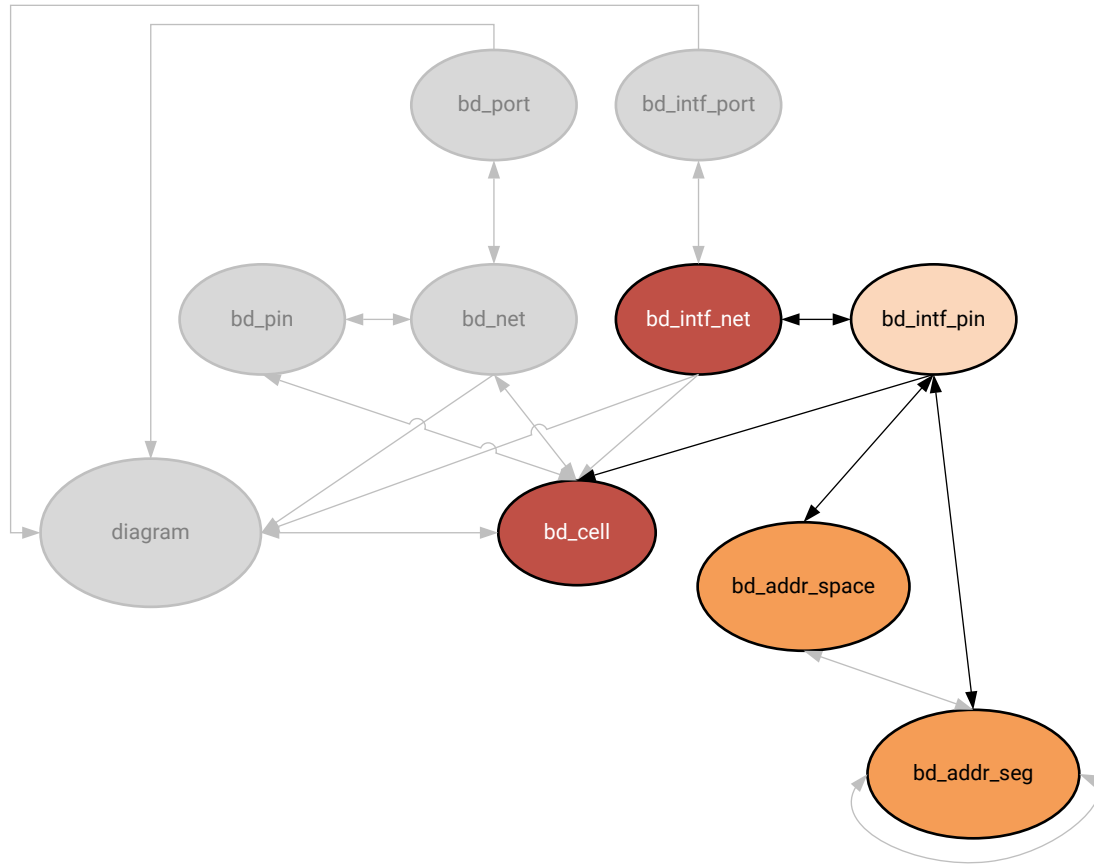 bd_port
bd_intf_port
bd_pin
bd_net
bd_intf_net
bd_intf_pin
diagram
bd_cell
bd_addr_space
bd_addr_seg